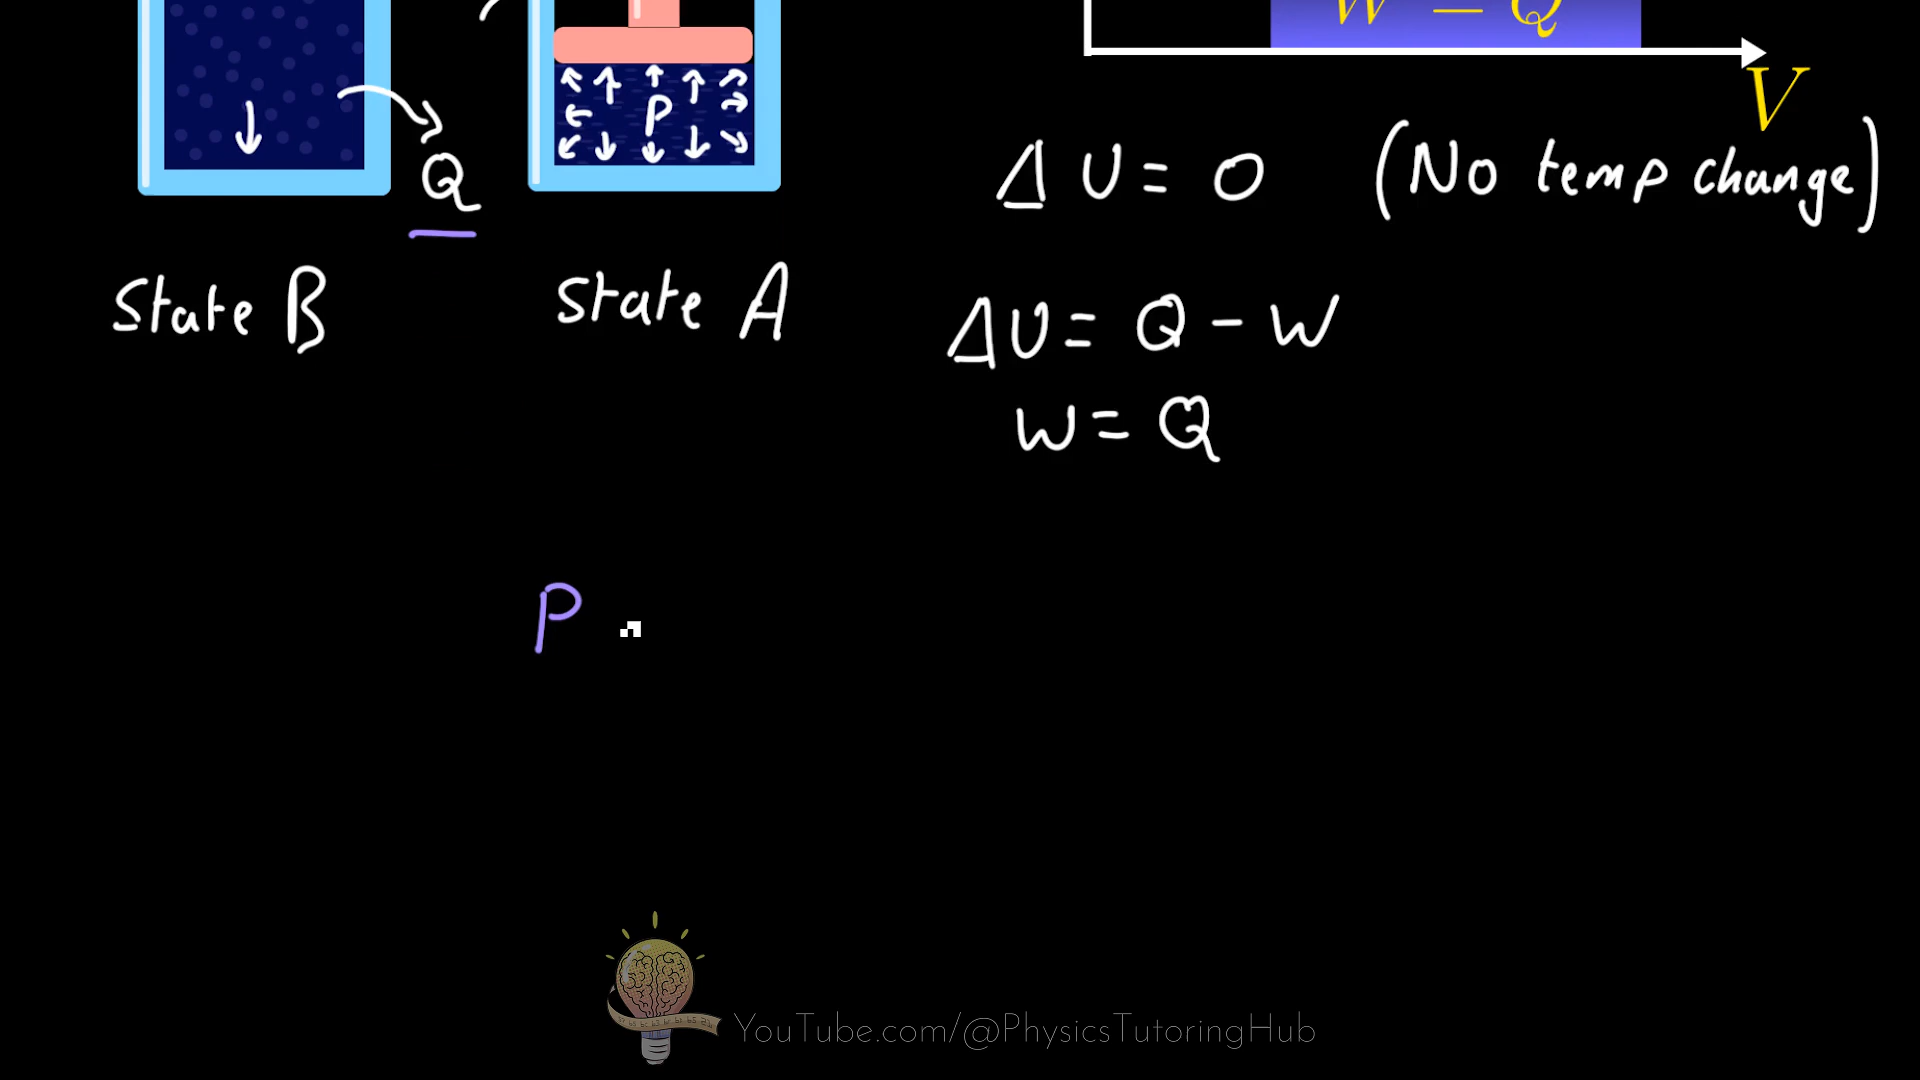 W = Q
V
P
Q
ΔU = 0 (No temp change)
State B
State A
ΔU = Q - W
W = Q
P
YouTube.com/@PhysicsTutoringHub